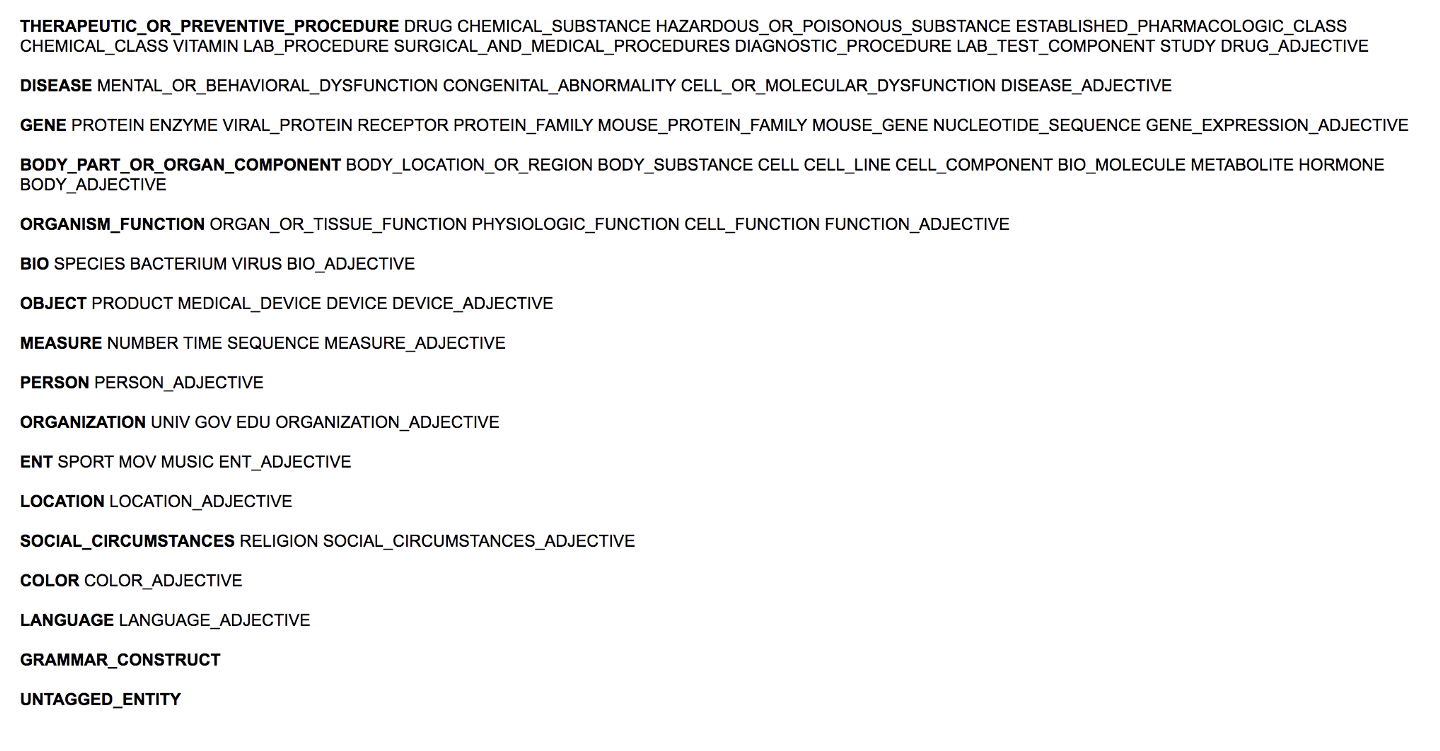 THERAPEUTIC_OR_PREVENTIVE_PROCEDURE DRUG CHEMICAL_SUBSTANCE HAZARDOUS_OR_POISONOUS_SUBSTANCE ESTABLISHED_PHARMACOLOGIC_CLASS
CHEMICAL_CLASS VITAMIN LAB_PROCEDURE SURGICAL_AND_MEDICAL_PROCEDURES DIAGNOSTIC_PROCEDURE LAB_TEST_COMPONENT STUDY DRUG_ADJECTIVE
DISEASE MENTAL_OR_BEHAVIORAL_DYSFUNCTION CONGENITAL_ABNORMALITY CELL_OR_MOLECULAR_DYSFUNCTION DISEASE_ADJECTIVE
GENE PROTEIN ENZYME VIRAL_PROTEIN RECEPTOR PROTEIN_FAMILY MOUSE_PROTEIN_FAMILY MOUSE_GENE NUCLEOTIDE_SEQUENCE GENE_EXPRESSION_ADJECTIVE
BODY_PART_OR_ORGAN_COMPONENT BODY_LOCATION_OR_REGION BODY_SUBSTANCE CELL CELL_LINE CELL_COMPONENT BIO_MOLECULE METABOLITE HORMONE
BODY_ADJECTIVE
ORGANISM_FUNCTION ORGAN_OR_TISSUE_FUNCTION PHYSIOLOGIC_FUNCTION CELL_FUNCTION FUNCTION_ADJECTIVE
BIO SPECIES BACTERIUM VIRUS BIO_ADJECTIVE
OBJECT PRODUCT MEDICAL_DEVICE DEVICE DEVICE_ADJECTIVE
MEASURE NUMBER TIME SEQUENCE MEASURE_ADJECTIVE
PERSON PERSON_ADJECTIVE
ORGANIZATION UNIV GOV EDU ORGANIZATION_ADJECTIVE
ENT SPORT MOV MUSIC ENT_ADJECTIVE
LOCATION LOCATION_ADJECTIVE
SOCIAL_CIRCUMSTANCES RELIGION SOCIAL_CIRCUMSTANCES_ADJECTIVE
COLOR COLOR_ADJECTIVE
LANGUAGE LANGUAGE_ADJECTIVE
GRAMMAR_CONSTRUCT
UNTAGGED_ENTITY